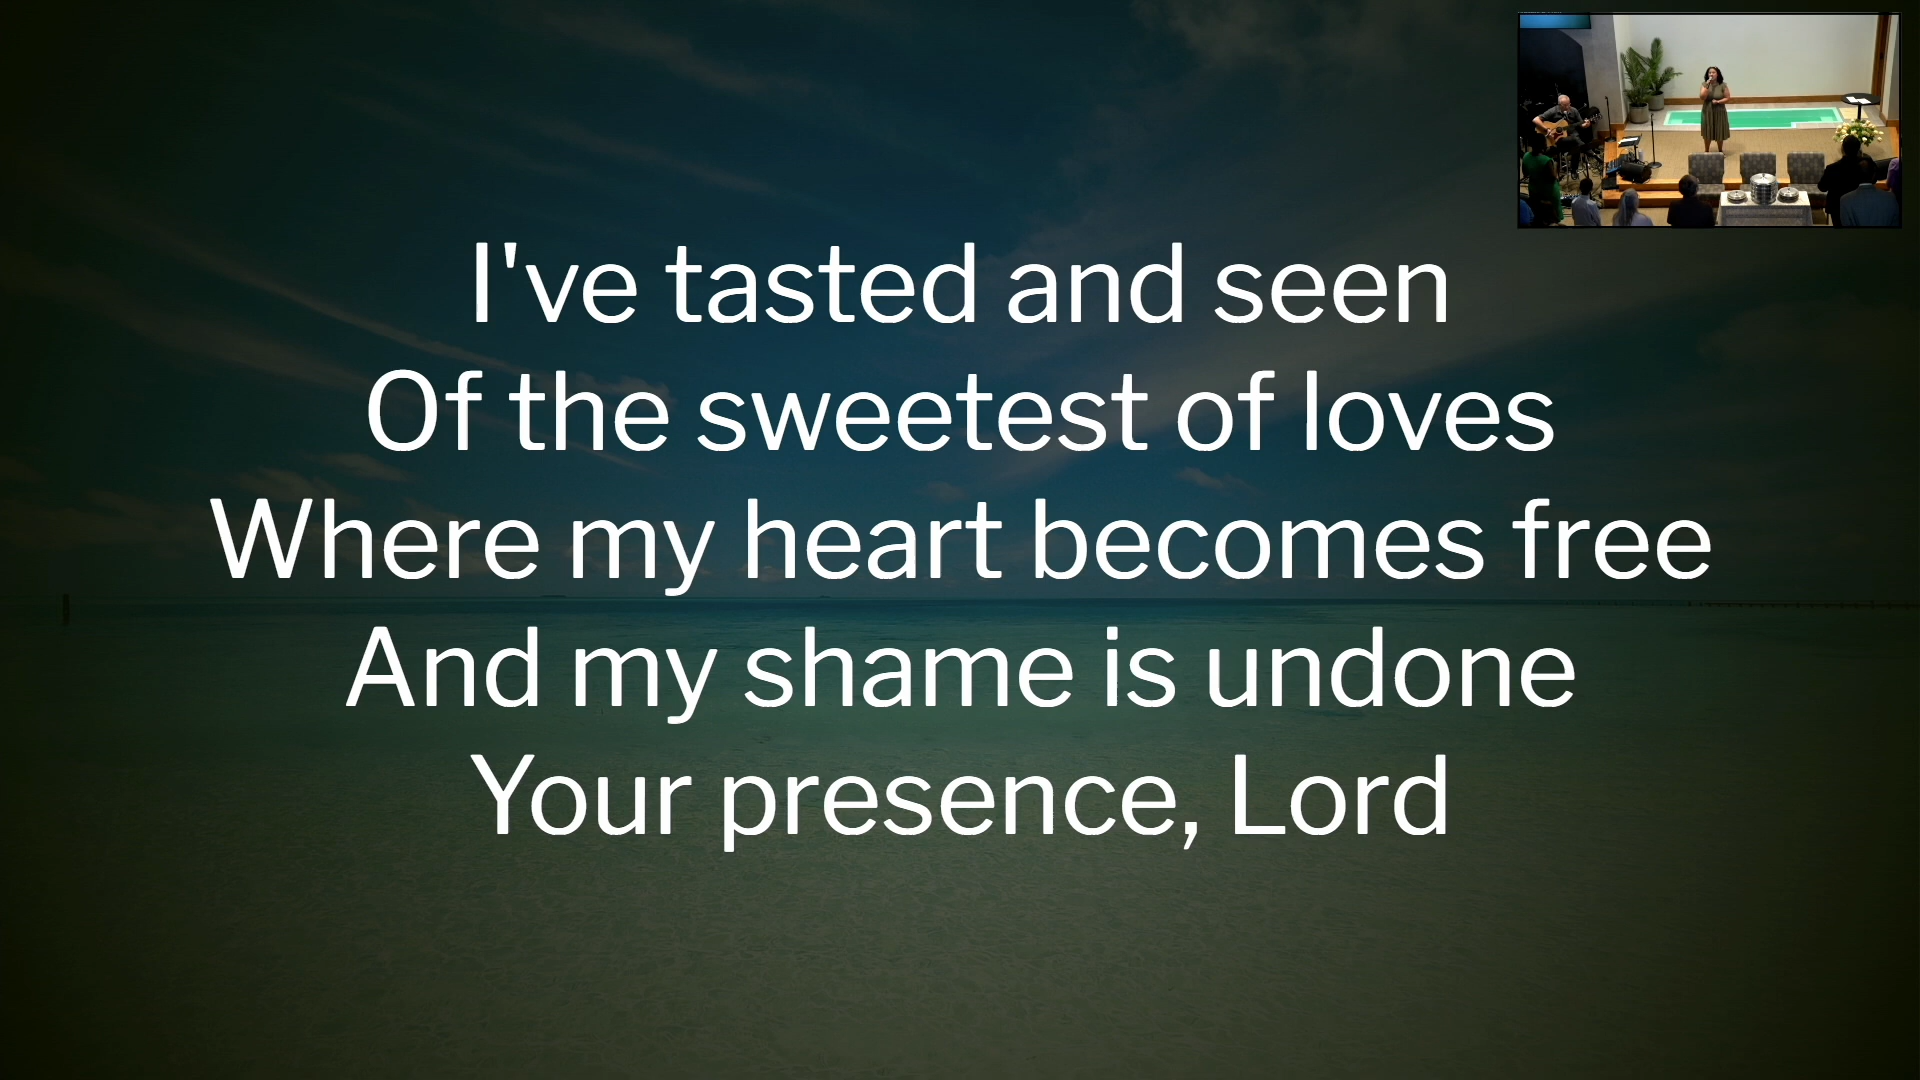 I've tasted and seen
Of the sweetest of loves
Where my heart becomes free
And my shame is undone
Your presence, Lord